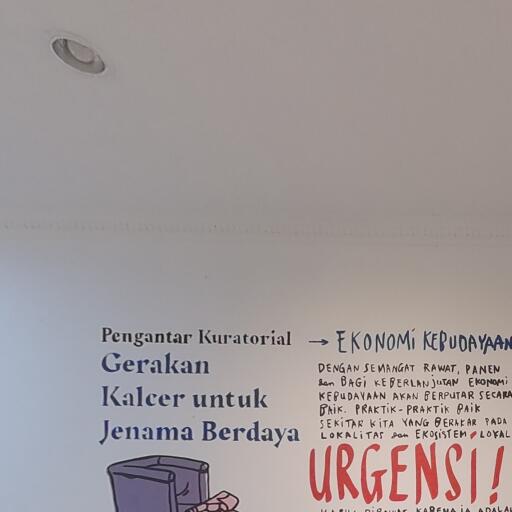 Pengantar Kuratorial
Gerakan
Kalcer untuk
Jenama Berdaya
→ EKONOMI KEBUDAYAAN
DENGAN SEMANGAT RAWAT, PANEN
dan BAGI KEBERLANJUTAN EKONOMI
KEBUDAYAAN AKAN BERPUTAR SECARA
BAIK. PRAKTIK-PRAKTIK BAIK
SEKITAR KITA YANG BERAKAR PADA
LOKALITAS dan EKOSISTEM LOKAL
URGENSI!